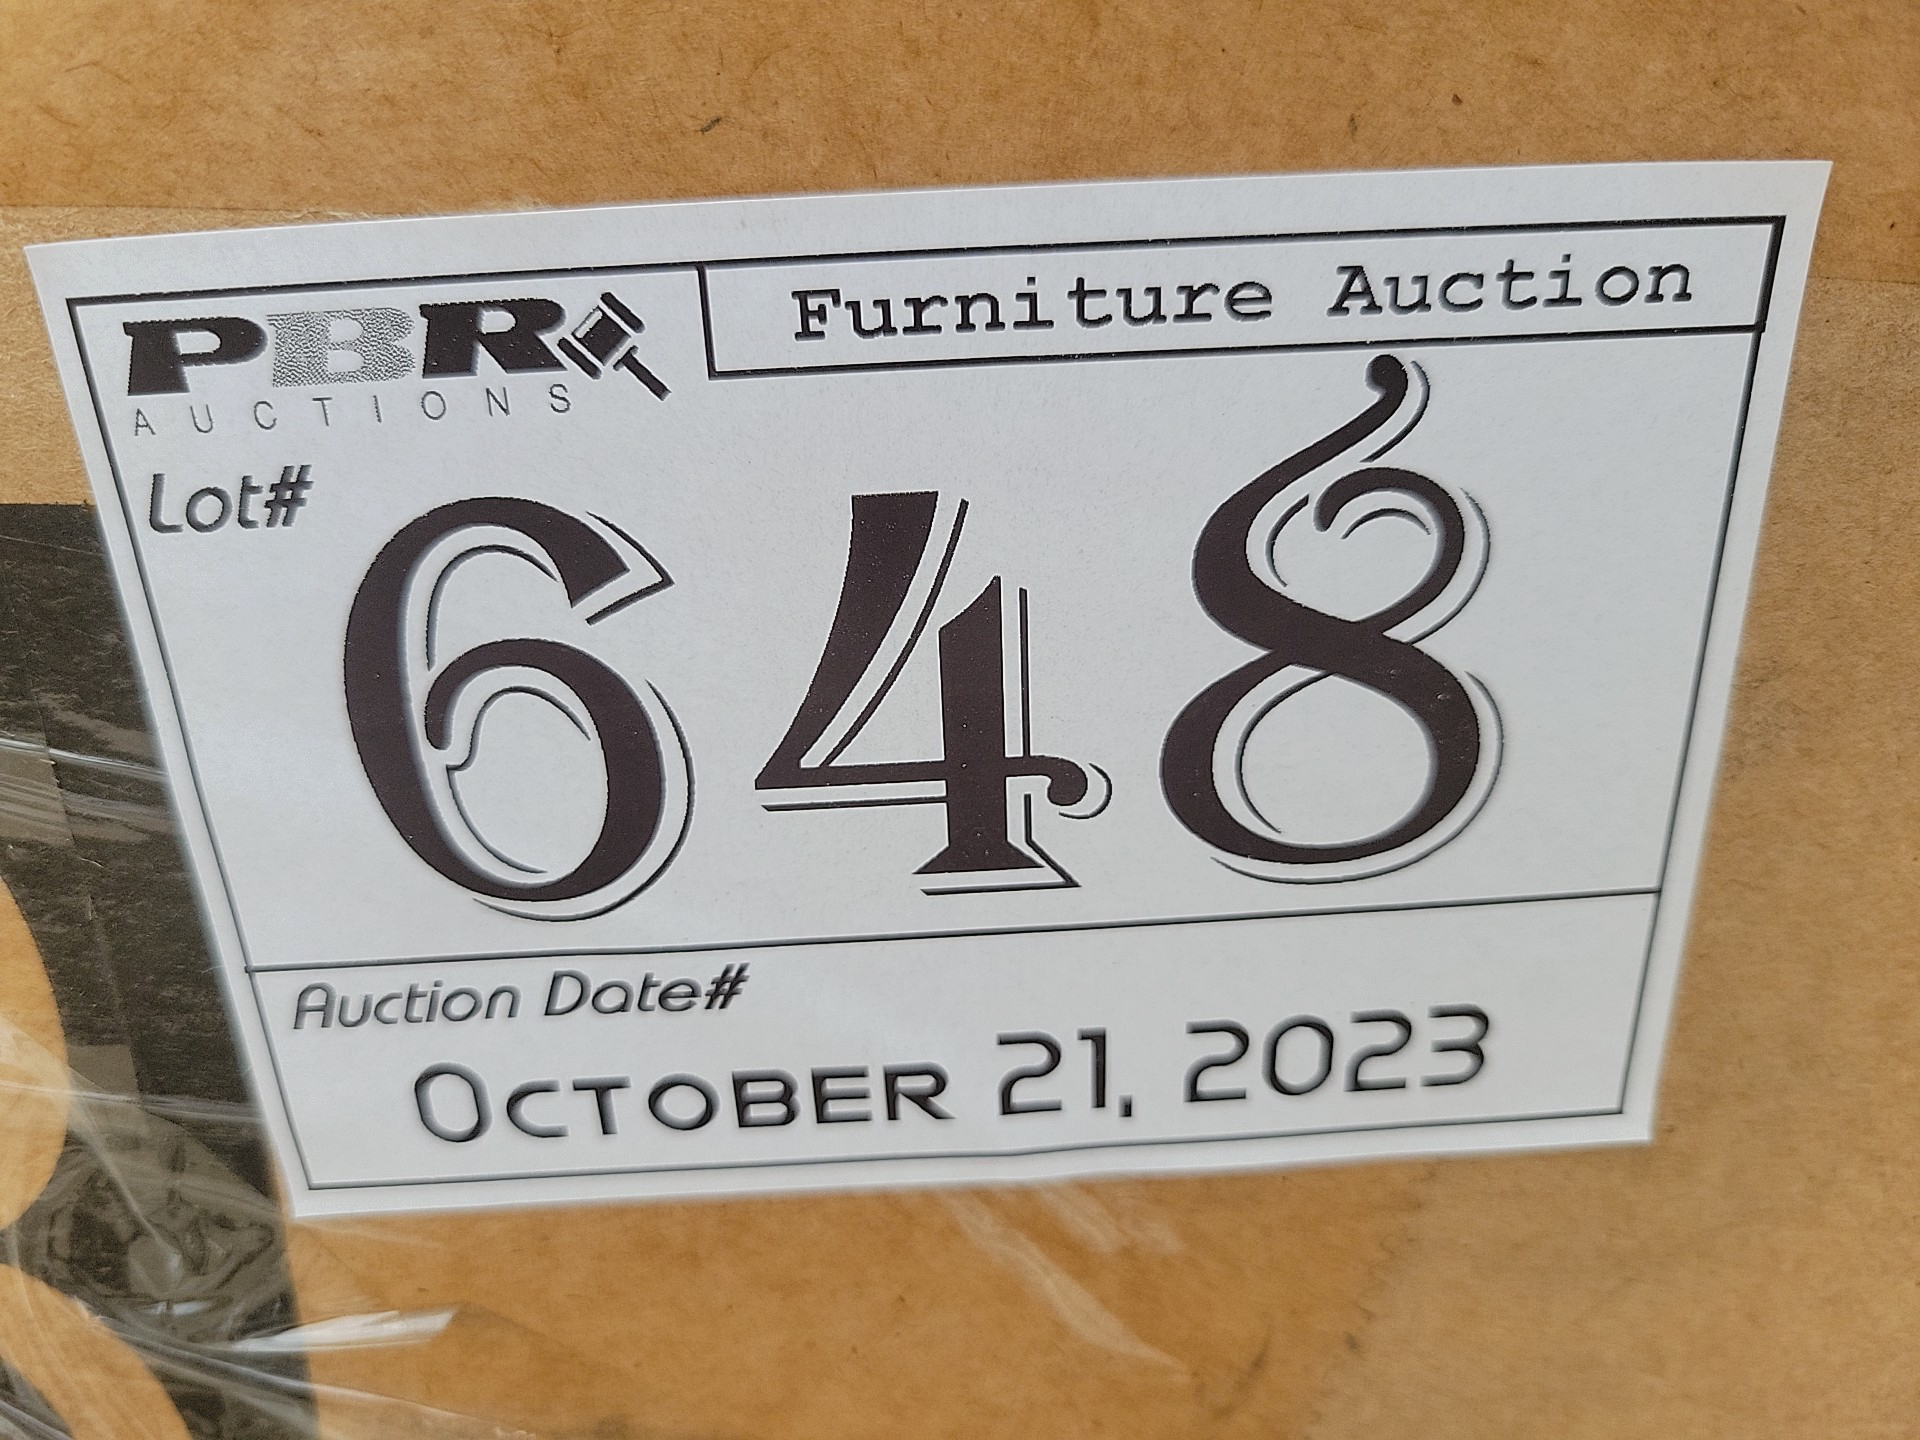 PBR
AUCTIONS
Furniture Auction
Lot#
648
Auction Date#
October 21, 2023